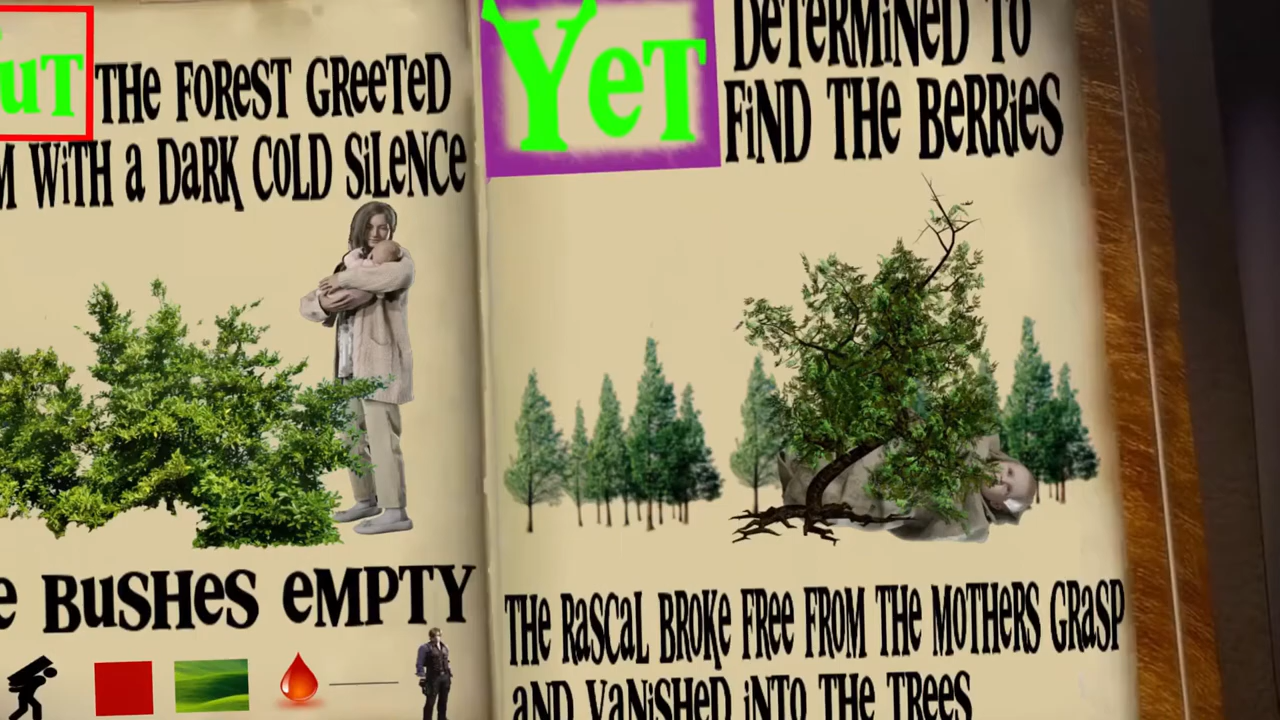 THE FOREST GREETED
WITH A DARK COLD SILENCE
BUSHES EMPTY
YET DETERMINED TO
FIND THE BERRIES
THE RASCAL BROKE FREE FROM THE MOTHERS GRASP
AND VANISHED INTO THE TREES